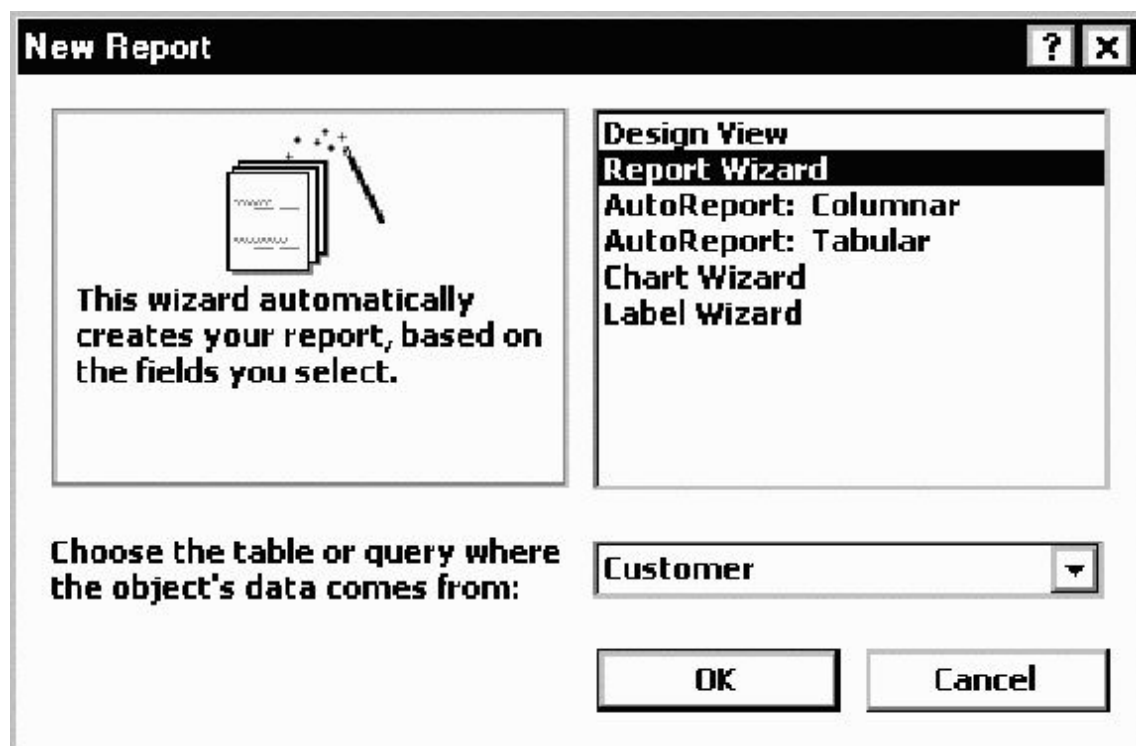 New Report
? X
Design View
Report Wizard
AutoReport: Columnar
AutoReport: Tabular
Chart Wizard
Label Wizard
This wizard automatically
creates your report, based on
the fields you select.
Choose the table or query where
the object's data comes from:
Customer
OK
Cancel